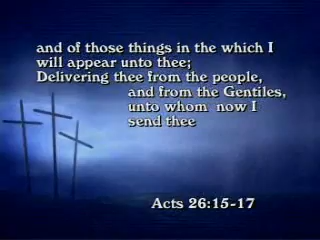 and of those things in the which I
will appear unto thee;
Delivering thee from the people,
and from the Gentiles,
unto whom now I
send thee
Acts 26:15-17